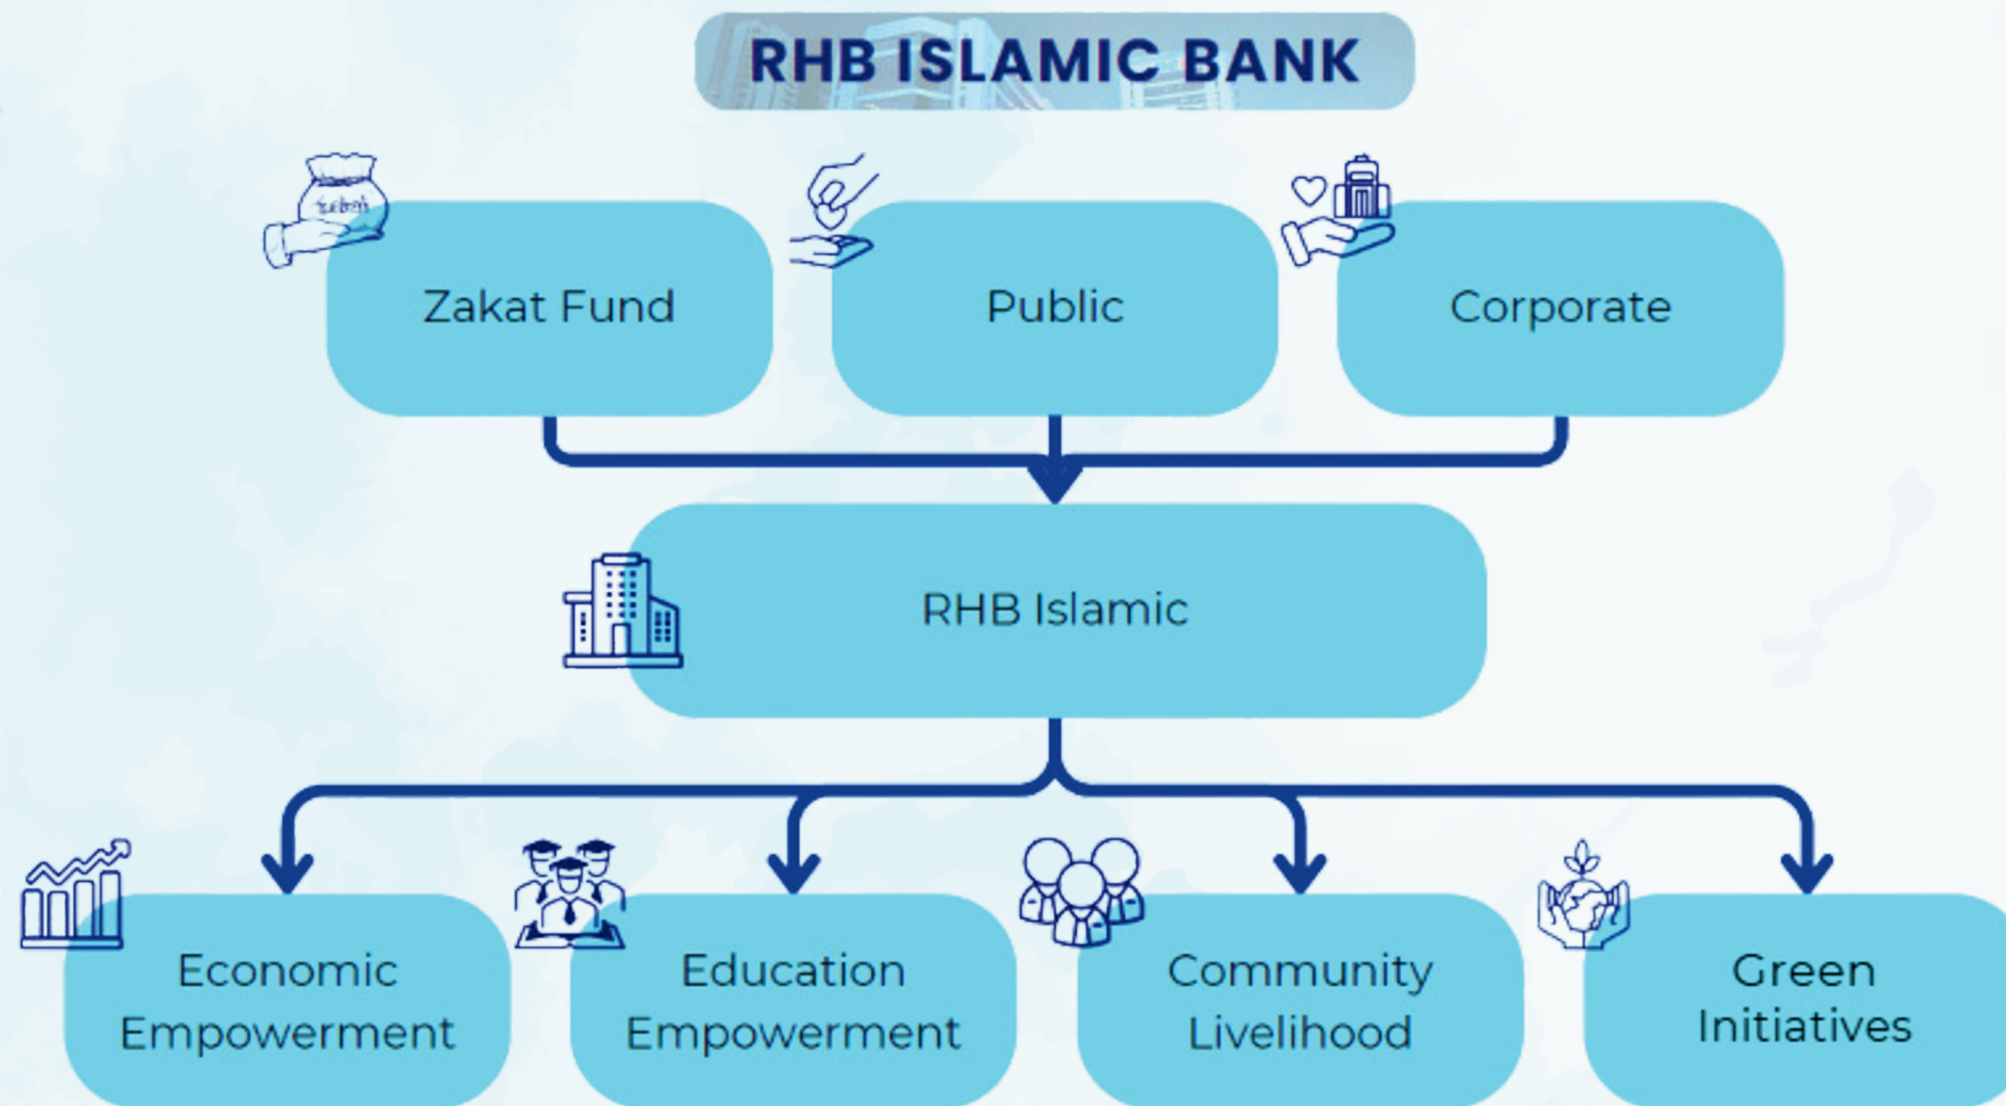 RHB ISLAMIC BANK
Zakat Fund
Public
Corporate
RHB Islamic
Economic
Empowerment
Education
Empowerment
Community
Livelihood
Green
Initiatives